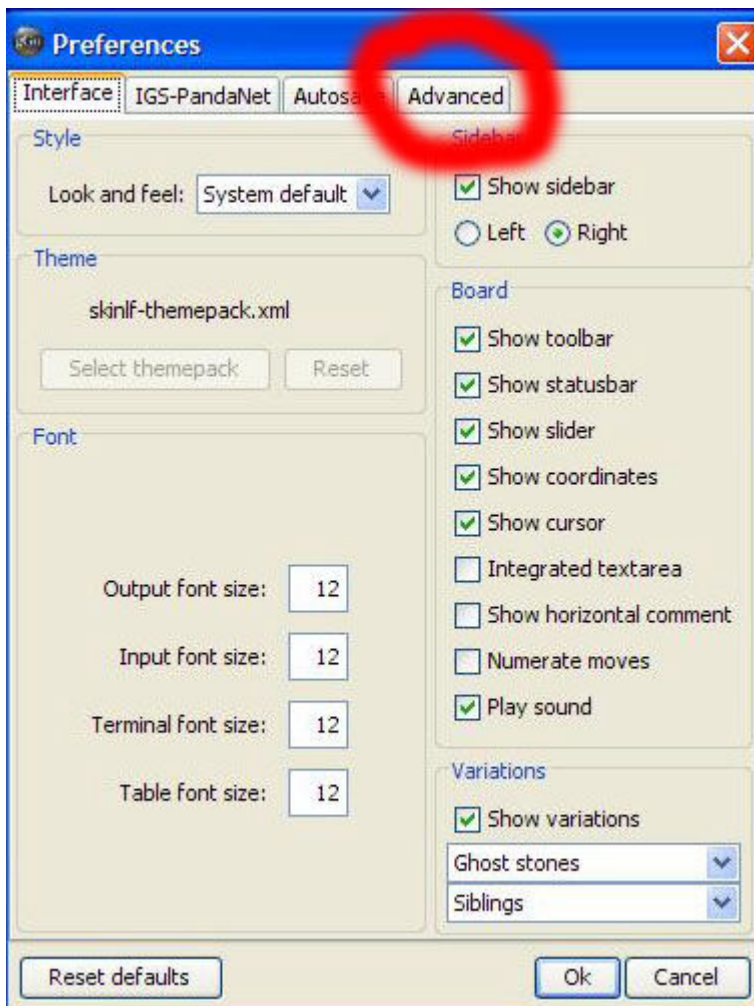 Preferences
Interface
IGS-PandaNet
Advanced
Style
Look and feel: System default
Theme
skinlf-themepack.xml
Select themepack
Reset
Font
Output font size: 12
Input font size: 12
Terminal font size: 12
Table font size: 12
Sidebar
Show sidebar
Left
Right
Board
Show toolbar
Show statusbar
Show slider
Show coordinates
Show cursor
Integrated textarea
Show horizontal comment
Numerate moves
Play sound
Variations
Show variations
Ghost stones
Siblings
Reset defaults
Ok
Cancel